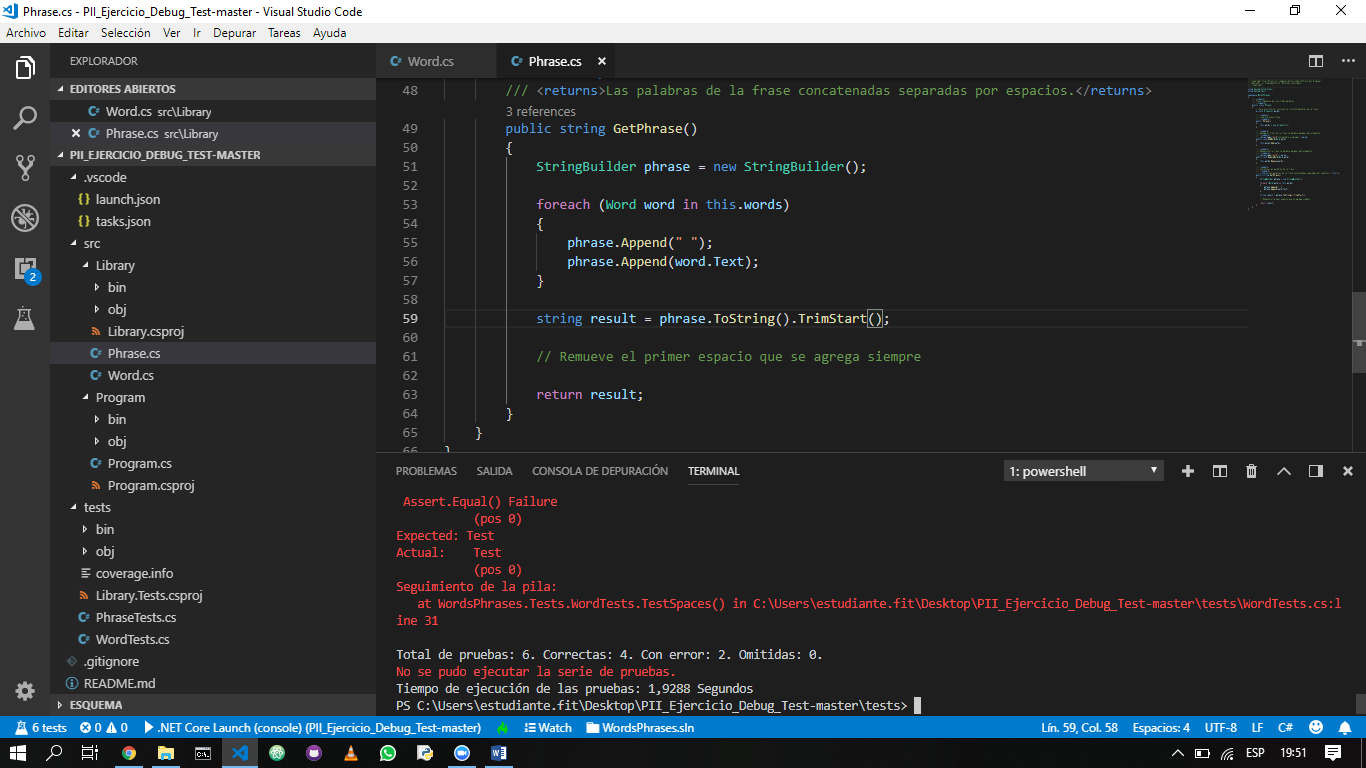 Phrase.cs - PII_Ejercicio_Debug_Test-master - Visual Studio Code
Archivo Editar Selección Ver Ir Depurar Tareas Ayuda
EXPLORADOR
EDITORES ABIERTOS
Word.cs src\Library
Phrase.cs src\Library
PII_EJERCICIO_DEBUG_TEST-MASTER
.vscode
launch.json
tasks.json
src
Library
bin
obj
Library.csproj
Phrase.cs
Word.cs
Program
bin
obj
Program.cs
Program.csproj
tests
bin
obj
coverage.info
Library.Tests.csproj
PhraseTests.cs
WordTests.cs
.gitignore
README.md
ESQUEMA
2
Word.cs Phrase.cs
48 /// <returns>Las palabras de la frase concatenadas separadas por espacios.</returns>
3 references
49 public string GetPhrase()
50 {
51 StringBuilder phrase = new StringBuilder();
52
53 foreach (Word word in this.words)
54 {
55 phrase.Append(" ");
56 phrase.Append(word.Text);
57 }
58
59 string result = phrase.ToString().TrimStart();
60
61 // Remueve el primer espacio que se agrega siempre
62
63 return result;
64 }
65 }
66 }
PROBLEMAS SALIDA CONSOLA DE DEPURACIÓN TERMINAL 1: powershell
Assert.Equal() Failure
(pos 0)
Expected: Test
Actual:    Test
(pos 0)
Seguimiento de la pila:
at WordsPhrases.Tests.WordTests.TestSpaces() in C:\Users\estudiante.fit\Desktop\PII_Ejercicio_Debug_Test-master\tests\WordTests.cs:l
ine 31
Total de pruebas: 6. Correctas: 4. Con error: 2. Omitidas: 0.
No se pudo ejecutar la serie de pruebas.
Tiempo de ejecución de las pruebas: 1,9288 Segundos
PS C:\Users\estudiante.fit\Desktop\PII_Ejercicio_Debug_Test-master\tests>
6 tests 0 0 .NET Core Launch (console) (PII_Ejercicio_Debug_Test-master) Watch WordsPhrases.sln Lín. 59, Col. 58 Espacios: 4 UTF-8 LF C#
ESP 19:51